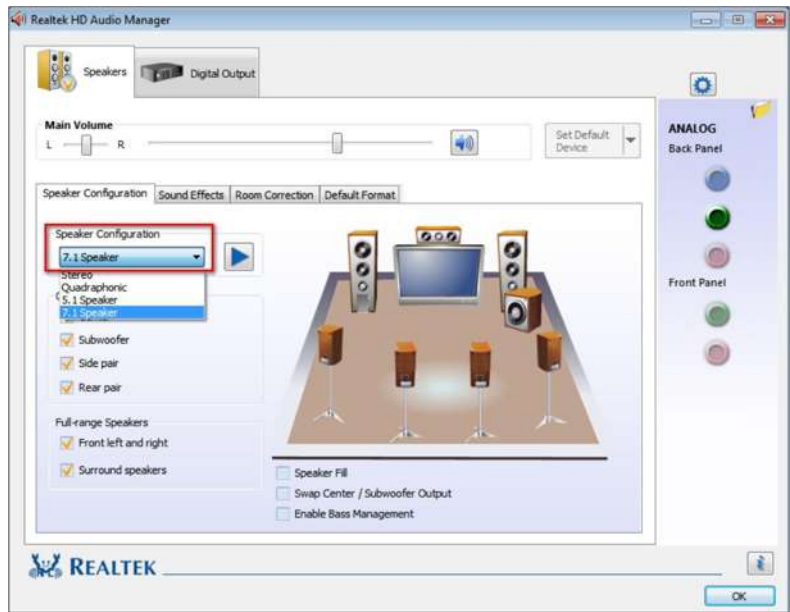 Realtek HD Audio Manager
Speakers
Digital Output
Main Volume
L R
Set Default
Device
ANALOG
Back Panel
Speaker Configuration Sound Effects Room Correction Default Format
Speaker Configuration
7.1 Speaker
Stereo
Quadraphonic
5.1 Speaker
7.1 Speaker
Subwoofer
Side pair
Rear pair
Full-range Speakers
Front left and right
Surround speakers
Speaker Fill
Swap Center / Subwoofer Output
Enable Bass Management
Front Panel
REALTEK
i
OK